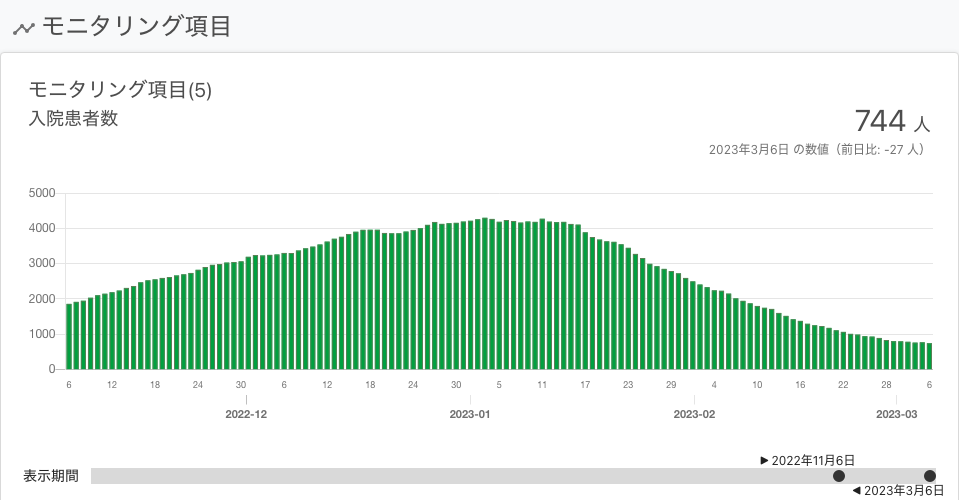 モニタリング項目
モニタリング項目(5)
入院患者数
744 人
2023年3月6日 の数値（前日比: -27 人）
5000
4000
3000
2000
1000
0
6 12 18 24 30 6 12 18 24 30 5 11 17 23 29 4 10 16 22 28 6
2022-12 2023-01 2023-02 2023-03
2022年11月6日
表示期間
2023年3月6日